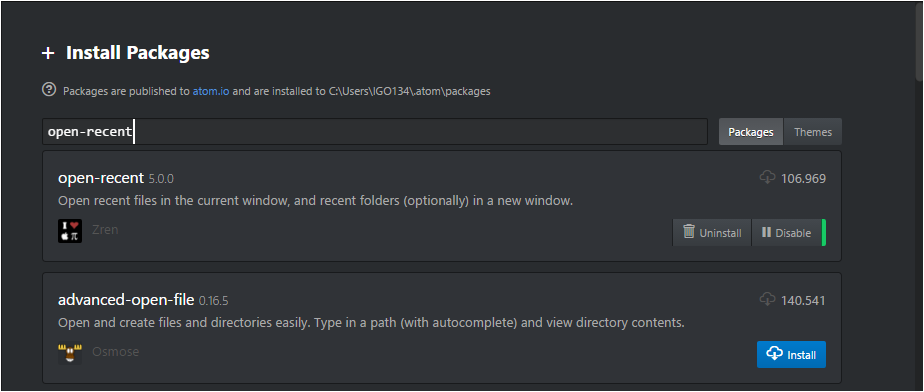 Install Packages
Packages are published to atom.io and are installed to C:\Users\IGO134\.atom\packages
open-recent
Packages Themes
open-recent 5.0.0 106.969
Open recent files in the current window, and recent folders (optionally) in a new window.
I ♥ π Zren Uninstall Disable
advanced-open-file 0.16.5 140.541
Open and create files and directories easily. Type in a path (with autocomplete) and view directory contents.
Osmose Install